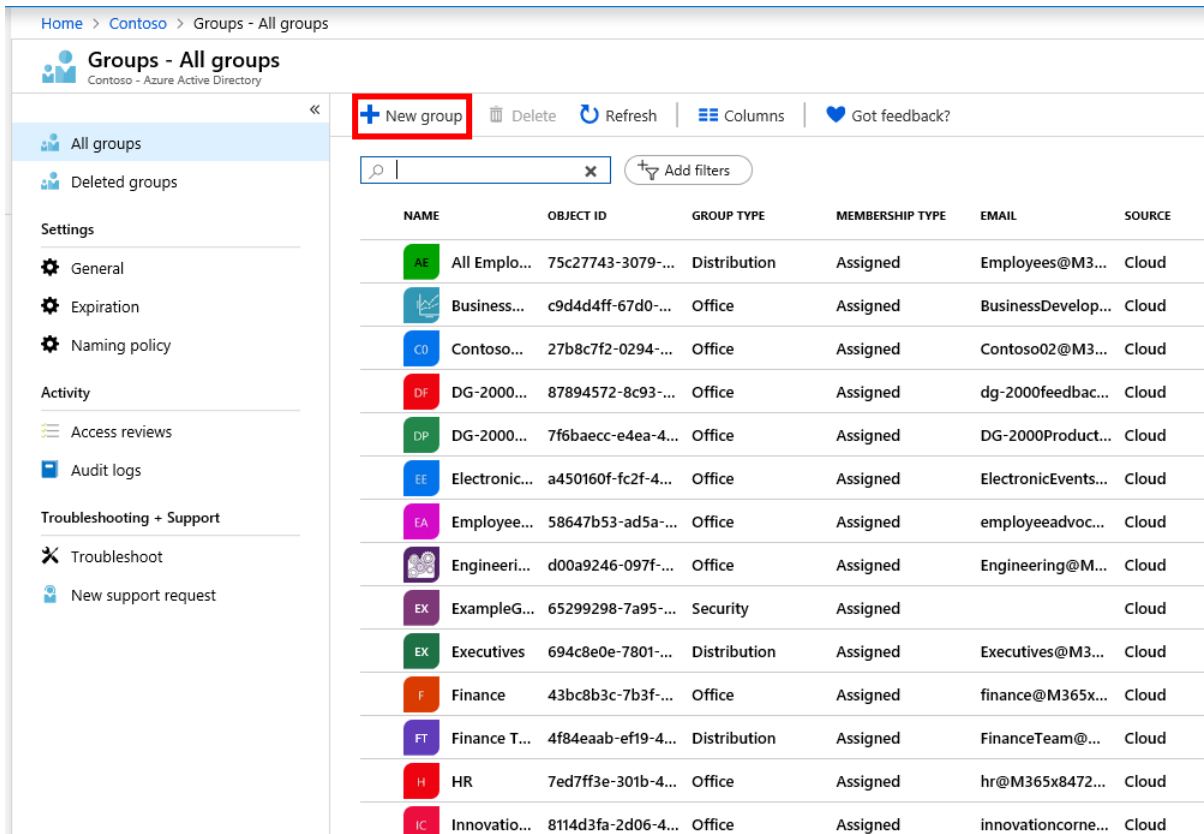 Home > Contoso > Groups - All groups
Groups - All groups
Contoso - Azure Active Directory
«
All groups
Deleted groups
Settings
General
Expiration
Naming policy
Activity
Access reviews
Audit logs
Troubleshooting + Support
Troubleshoot
New support request
New group Delete Refresh Columns Got feedback?
Add filters
NAME OBJECT ID GROUP TYPE MEMBERSHIP TYPE EMAIL SOURCE
AE All Emplo... 75c27743-3079-... Distribution Assigned Employees@M3... Cloud
Business... c9d4d4ff-67d0-... Office Assigned BusinessDevelop... Cloud
C0 Contoso... 27b8c7f2-0294-... Office Assigned Contoso02@M3... Cloud
DF DG-2000... 87894572-8c93-... Office Assigned dg-2000feedbac... Cloud
DP DG-2000... 7f6baecc-e4ea-4... Office Assigned DG-2000Product... Cloud
EE Electronic... a450160f-fc2f-4... Office Assigned ElectronicEvents... Cloud
EA Employee... 58647b53-ad5a-... Office Assigned employeeadvoc... Cloud
Engineeri... d00a9246-097f-... Office Assigned Engineering@M... Cloud
EX ExampleG... 65299298-7a95-... Security Assigned Cloud
EX Executives 694c8e0e-7801-... Distribution Assigned Executives@M3... Cloud
F Finance 43bc8b3c-7b3f-... Office Assigned finance@M365x... Cloud
FT Finance T... 4f84eaab-ef19-4... Distribution Assigned FinanceTeam@... Cloud
H HR 7ed7ff3e-301b-4... Office Assigned hr@M365x8472... Cloud
IC Innovatio... 8114d3fa-2d06-4... Office Assigned innovationcorne... Cloud